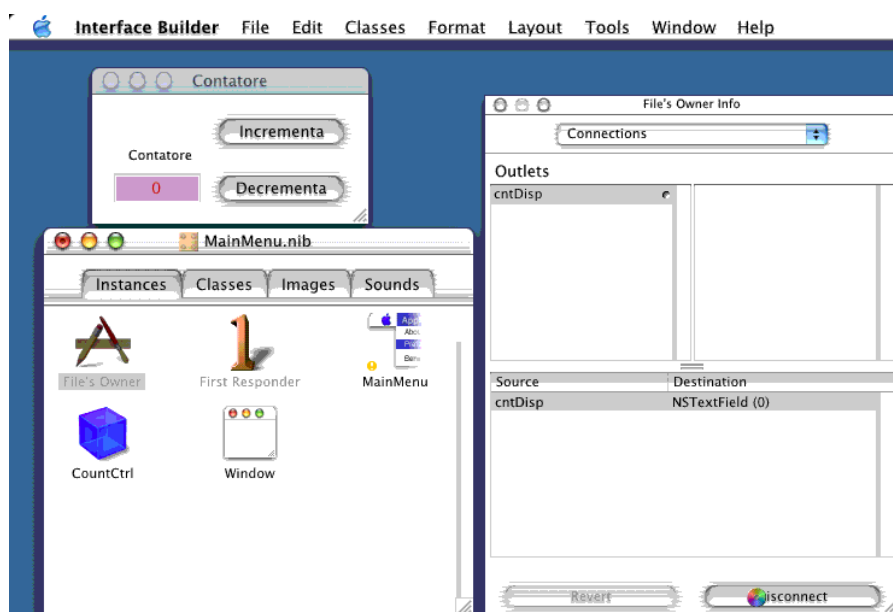 Interface Builder File Edit Classes Format Layout Tools Window Help
Contatore
Incrementa
Contatore
0
Decrementa
MainMenu.nib
Instances Classes Images Sounds
File's Owner First Responder MainMenu
CountCtrl Window
File's Owner Info
Connections
Outlets
cntDisp
Source Destination
cntDisp NSTextField (0)
Revert isconnect